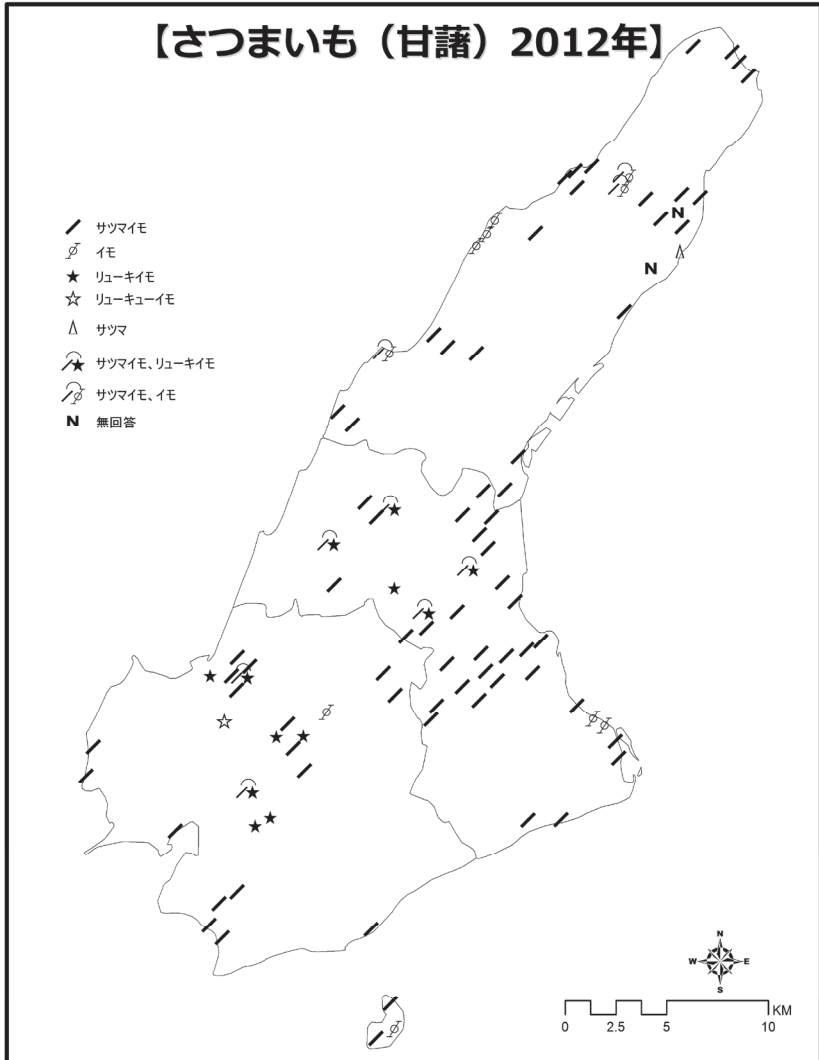 【さつまいも（甘藷）2012年】
サツマイモ
イモ
リューキイモ
リューキューイモ
サツマ
サツマイモ、リューキイモ
サツマイモ、イモ
N 無回答
N
N
N
W E
S
KM
0 2.5 5 10